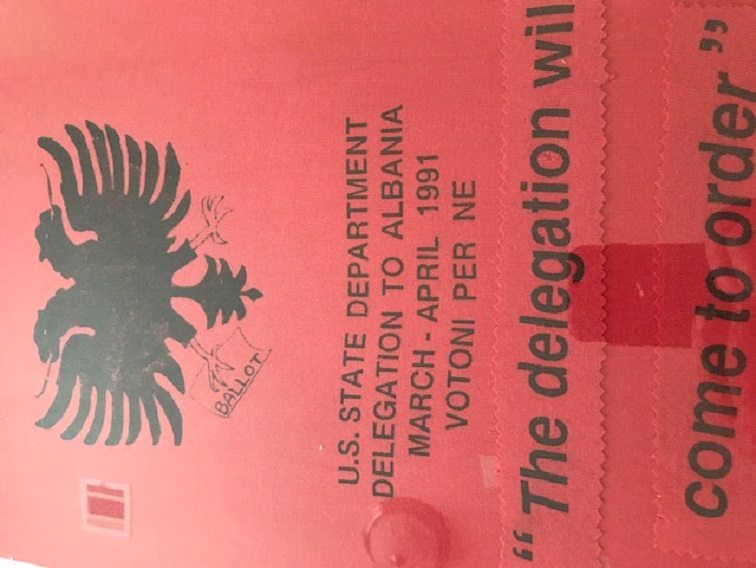 BALLOT
U.S. STATE DEPARTMENT
DELEGATION TO ALBANIA
MARCH - APRIL 1991
VOTONI PER NE
“The delegation wil
come to order”